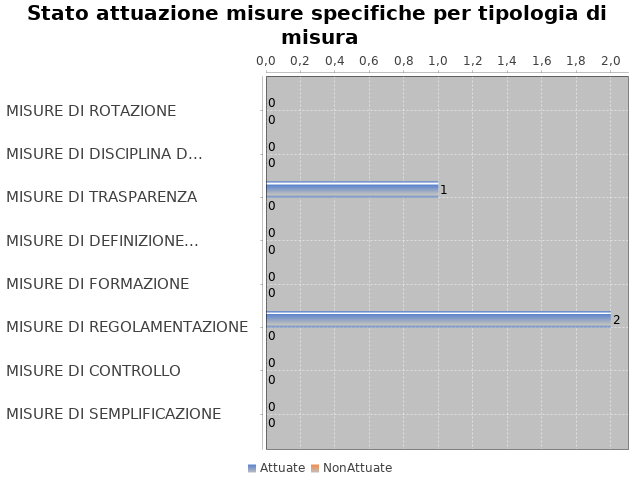 Stato attuazione misure specifiche per tipologia di
misura
0,0 0,2 0,4 0,6 0,8 1,0 1,2 1,4 1,6 1,8 2,0
MISURE DI ROTAZIONE
0
0
MISURE DI DISCIPLINA D...
0
0
MISURE DI TRASPARENZA
1
0
MISURE DI DEFINIZIONE...
0
0
MISURE DI FORMAZIONE
0
0
MISURE DI REGOLAMENTAZIONE
2
0
MISURE DI CONTROLLO
0
0
MISURE DI SEMPLIFICAZIONE
0
0
Attuate NonAttuate